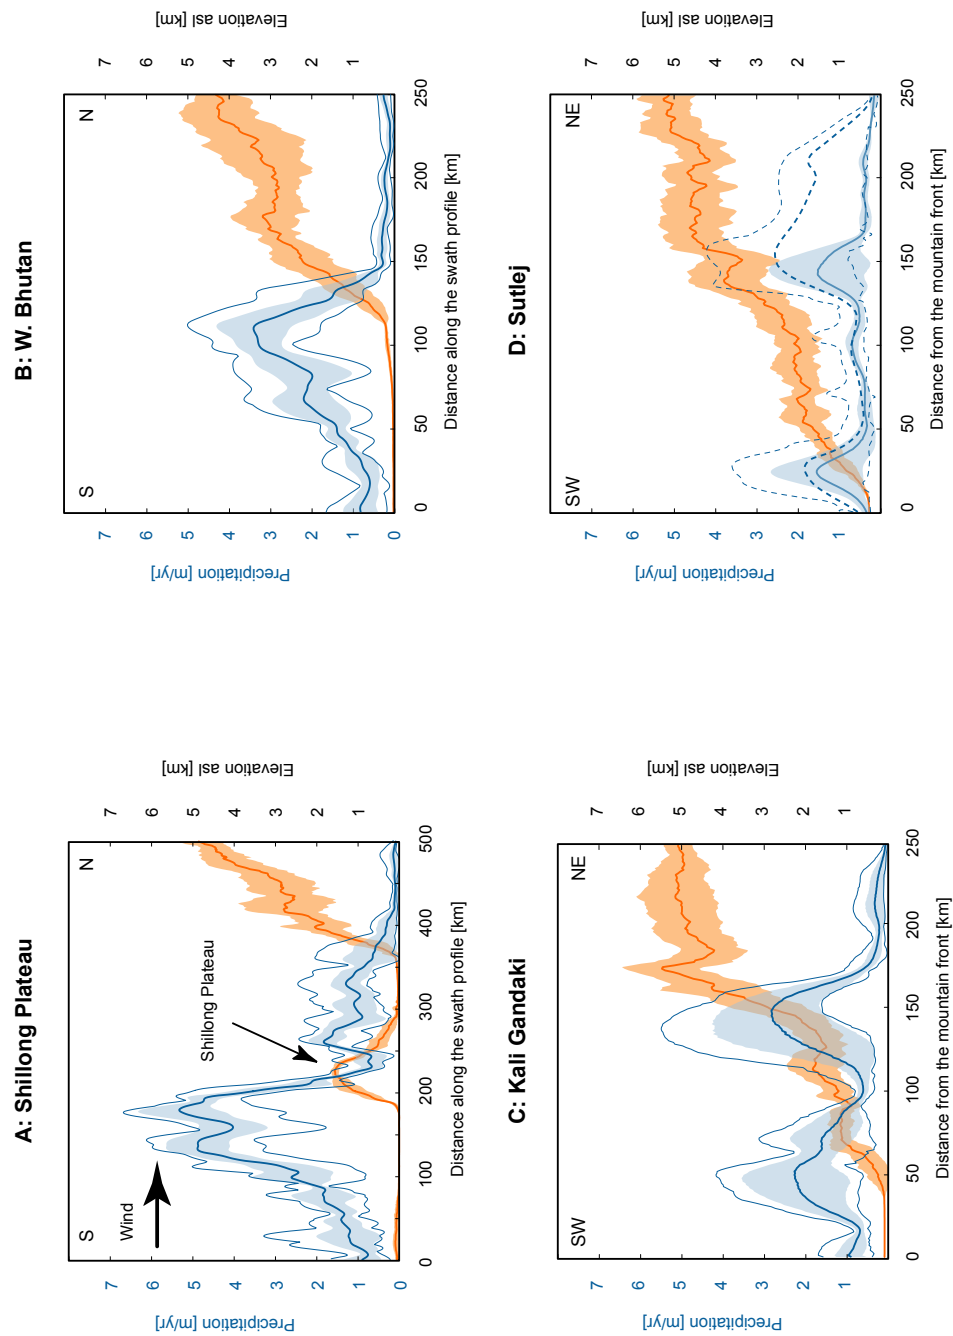 A: Shillong Plateau
S
N
Wind
Shillong Plateau
Precipitation [m/yr]
7
6
5
4
3
2
1
0
Elevation asl [km]
7
6
5
4
3
2
1
0 100 200 300 400 500
Distance along the swath profile [km]
B: W. Bhutan
S
N
Precipitation [m/yr]
7
6
5
4
3
2
1
0
Elevation asl [km]
7
6
5
4
3
2
1
0 50 100 150 200 250
Distance along the swath profile [km]
C: Kali Gandaki
SW
NE
Precipitation [m/yr]
7
6
5
4
3
2
1
Elevation asl [km]
7
6
5
4
3
2
1
0 50 100 150 200 250
Distance from the mountain front [km]
D: Sutlej
SW
NE
Precipitation [m/yr]
7
6
5
4
3
2
1
Elevation asl [km]
7
6
5
4
3
2
1
0 50 100 150 200 250
Distance from the mountain front [km]